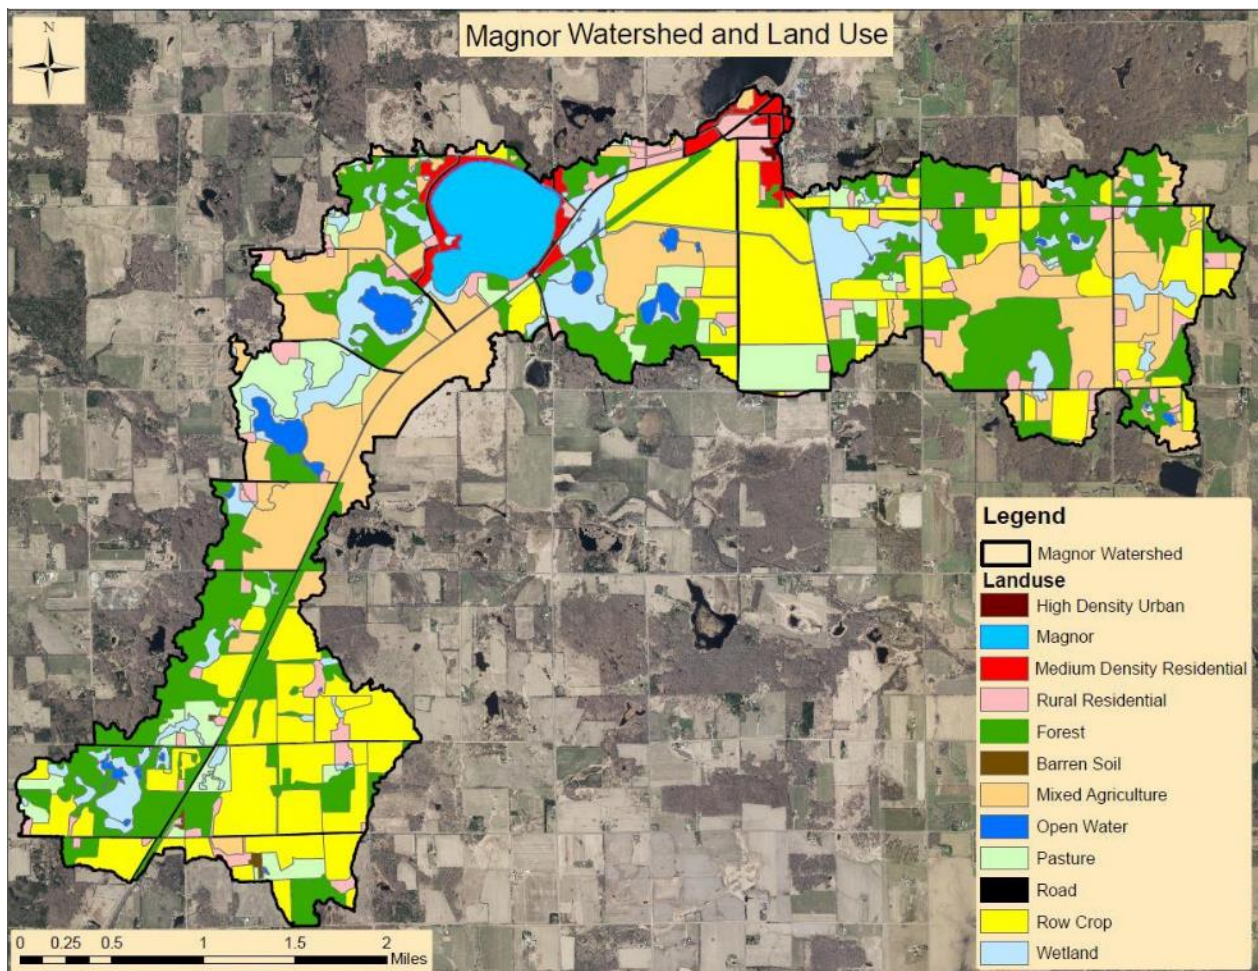 N
Magnor Watershed and Land Use
Legend
Magnor Watershed
Landuse
High Density Urban
Magnor
Medium Density Residential
Rural Residential
Forest
Barren Soil
Mixed Agriculture
Open Water
Pasture
Road
Row Crop
Wetland
0 0.25 0.5 1 1.5 2
Miles